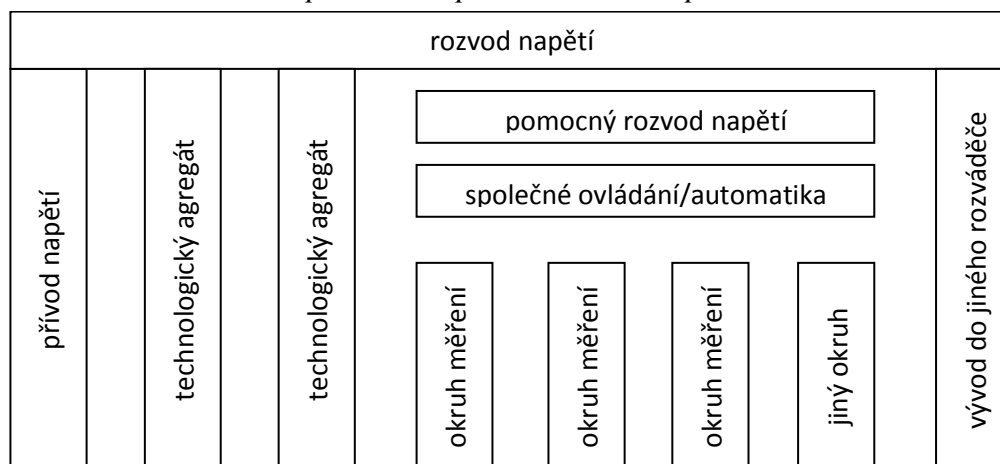 rozvod napětí
přívod napětí
technologický agregát
technologický agregát
pomocný rozvod napětí
společné ovládání/automatika
okruh měření
okruh měření
okruh měření
jiný okruh
vývod do jiného rozváděče